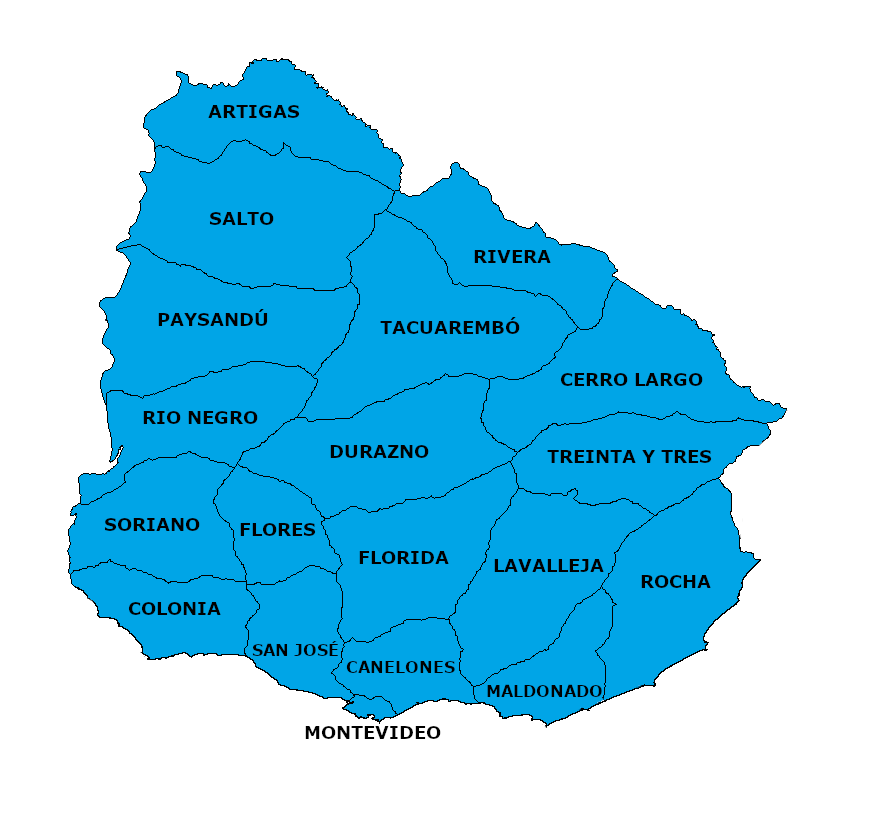 ARTIGAS
SALTO
RIVERA
PAYSANDÚ
TACUAREMBÓ
CERRO LARGO
RIO NEGRO
DURAZNO
TREINTA Y TRES
SORIANO
FLORES
FLORIDA
LAVALLEJA
ROCHA
COLONIA
SAN JOSÉ
CANELONES
MALDONADO
MONTEVIDEO